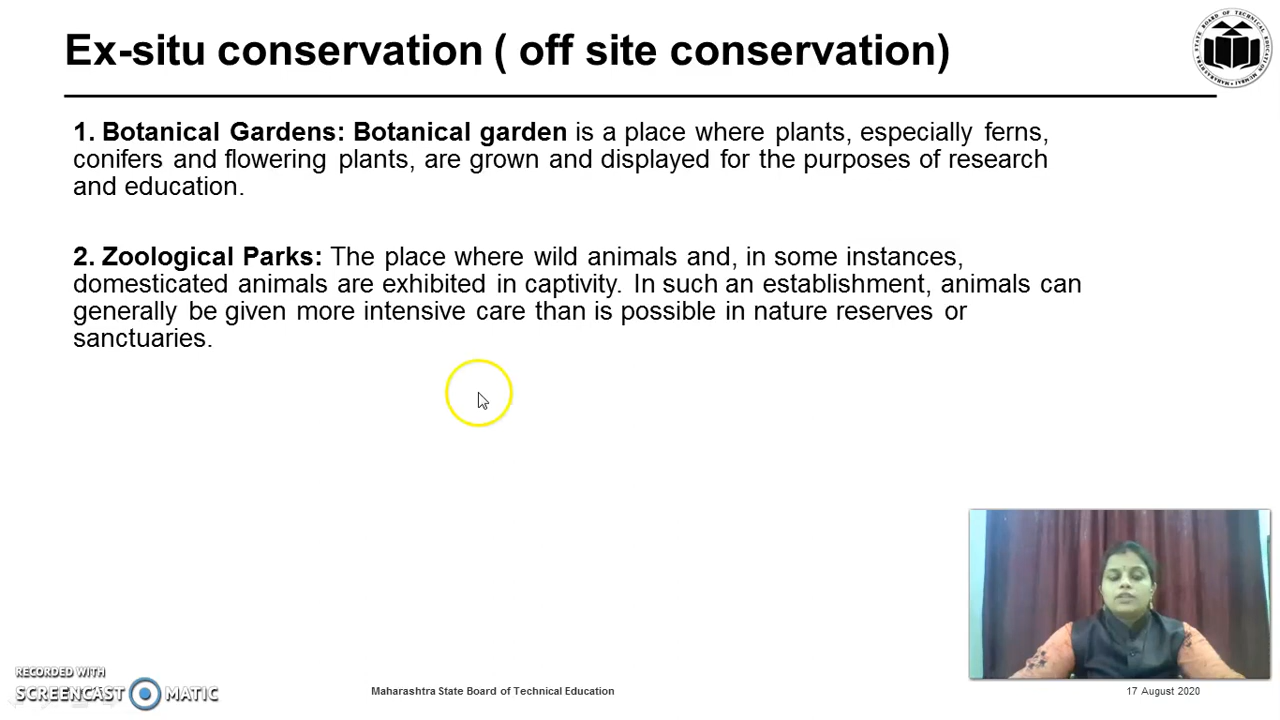 Ex-situ conservation ( off site conservation)
1. Botanical Gardens: Botanical garden is a place where plants, especially ferns,
conifers and flowering plants, are grown and displayed for the purposes of research
and education.
2. Zoological Parks: The place where wild animals and, in some instances,
domesticated animals are exhibited in captivity. In such an establishment, animals can
generally be given more intensive care than is possible in nature reserves or
sanctuaries.
RECORDED WITH
SCREENCAST MATIC
Maharashtra State Board of Technical Education
17 August 2020